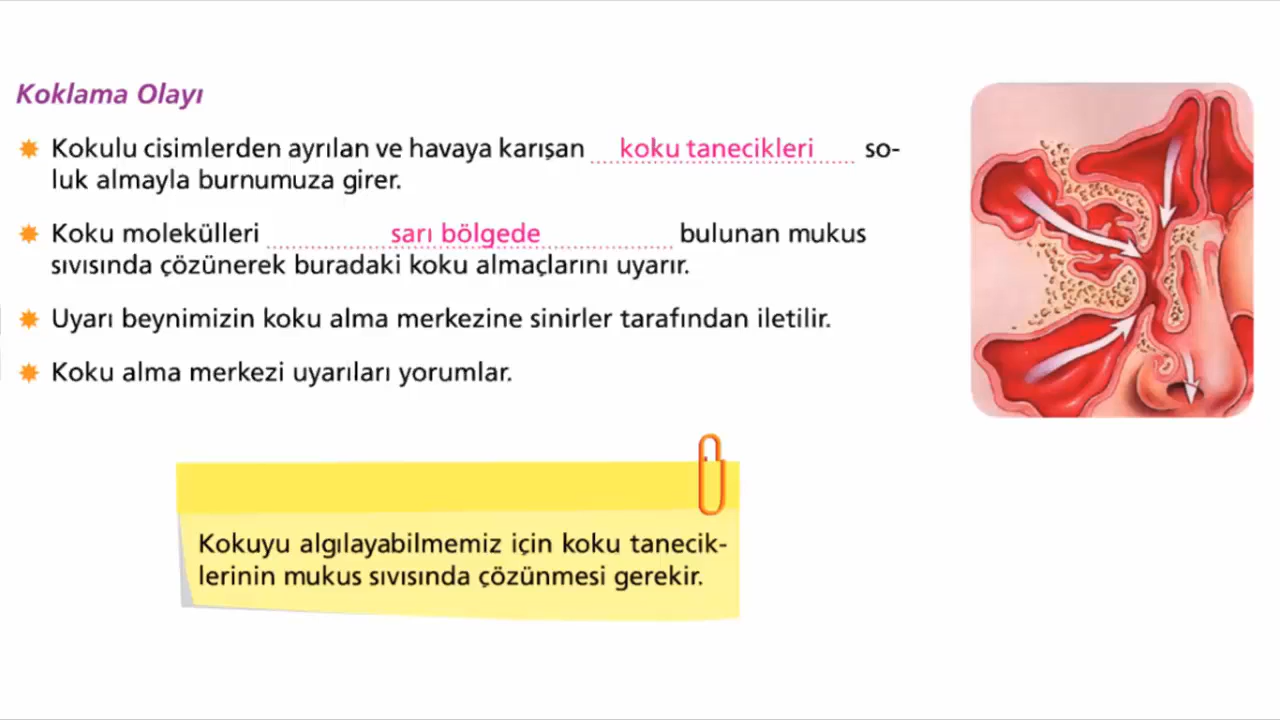 Koklama Olayı
Kokulu cisimlerden ayrılan ve havaya karışan koku tanecikleri so-
luk almayla burnumuza girer.
Koku molekülleri sarı bölgede bulunan mukus
sıvısında çözünerek buradaki koku almaçlarını uyarır.
Uyarı beynimizin koku alma merkezine sinirler tarafından iletilir.
Koku alma merkezi uyarıları yorumlar.
Kokuyu algılayabilmemiz için koku tanecik-
lerinin mukus sıvısında çözünmesi gerekir.